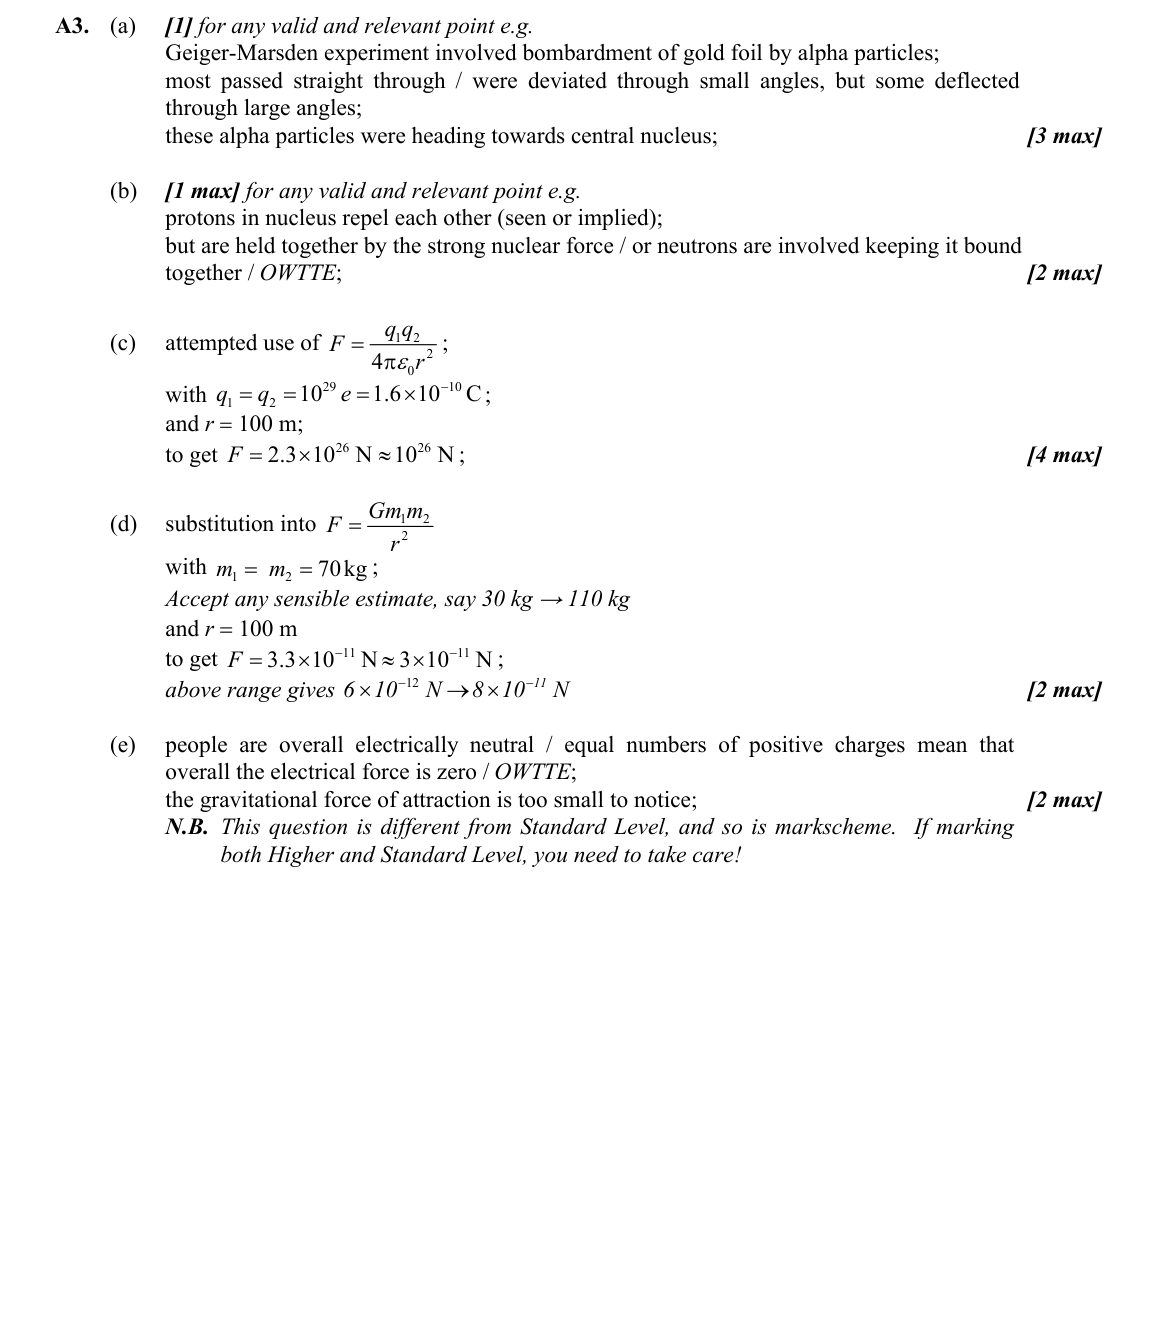 A3. (a) [1] for any valid and relevant point e.g.
Geiger-Marsden experiment involved bombardment of gold foil by alpha particles;
most passed straight through / were deviated through small angles, but some deflected
through large angles;
these alpha particles were heading towards central nucleus; [3 max]
(b) [1 max] for any valid and relevant point e.g.
protons in nucleus repel each other (seen or implied);
but are held together by the strong nuclear force / or neutrons are involved keeping it bound
together / OWTTE; [2 max]
(c) attempted use of F = q₁q₂ / 4πε₀r² ;
with q₁ = q₂ = 10²⁹ e = 1.6×10⁻¹⁰ C ;
and r = 100 m;
to get F = 2.3×10²⁶ N ≈ 10²⁶ N ; [4 max]
(d) substitution into F = Gm₁m₂ / r²
with m₁ = m₂ = 70 kg ;
Accept any sensible estimate, say 30 kg → 110 kg
and r = 100 m
to get F = 3.3×10⁻¹¹ N ≈ 3×10⁻¹¹ N ;
above range gives 6×10⁻¹² N → 8×10⁻¹¹ N [2 max]
(e) people are overall electrically neutral / equal numbers of positive charges mean that
overall the electrical force is zero / OWTTE;
the gravitational force of attraction is too small to notice; [2 max]
N.B. This question is different from Standard Level, and so is markscheme. If marking
both Higher and Standard Level, you need to take care!